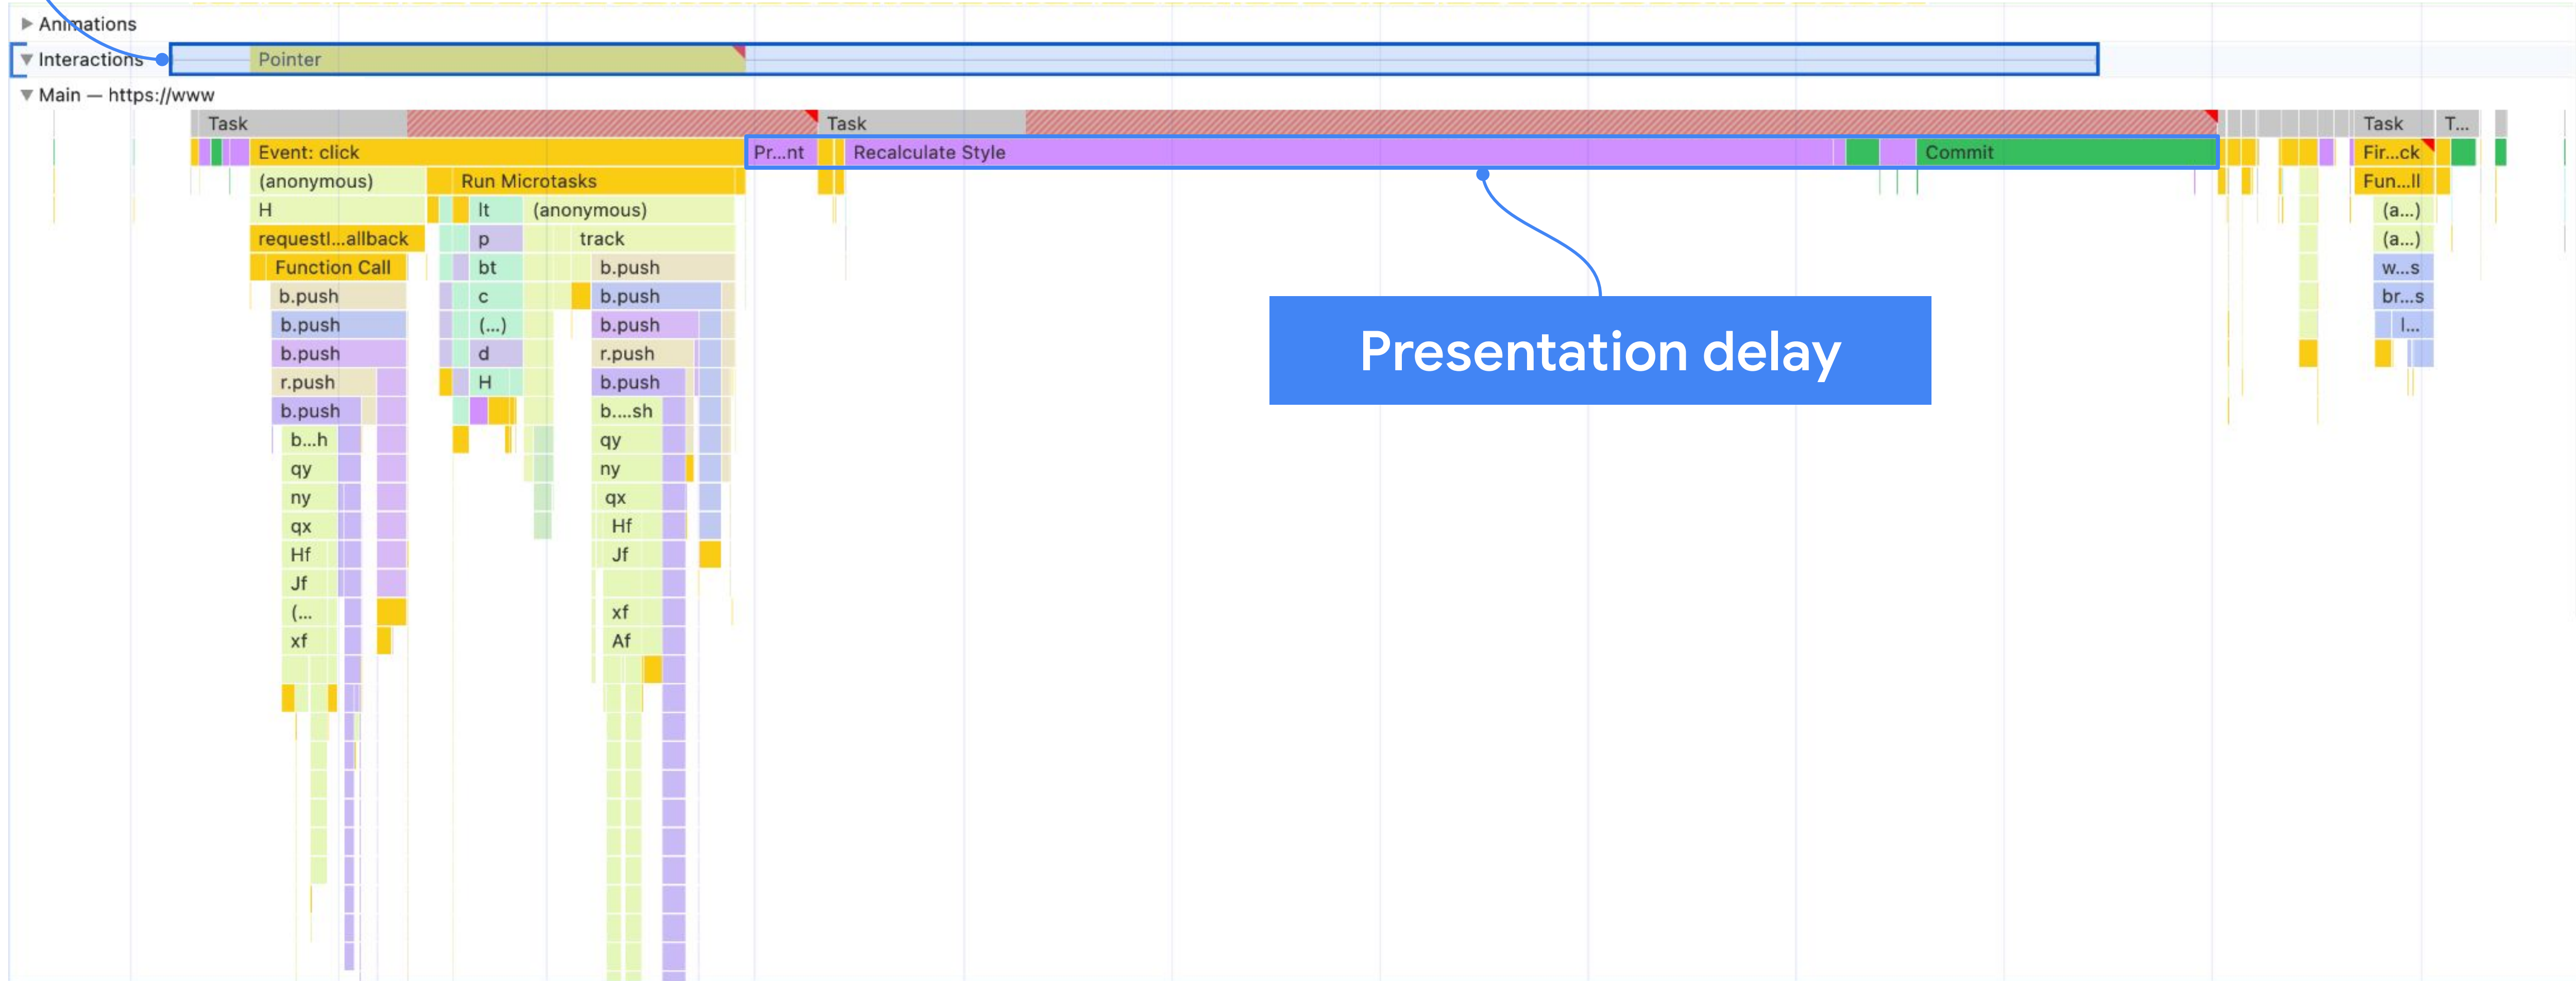 Animations
Interactions
Pointer
Main — https://www
Task
Task
Task
T...
Event: click
Pr...nt
Recalculate Style
Commit
Fir...ck
(anonymous)
Run Microtasks
Fun...ll
H
It
(anonymous)
(a...)
requestI...allback
p
track
(a...)
Function Call
bt
b.push
w...s
b.push
c
b.push
br...s
b.push
(...)
b.push
l...
Presentation delay
b.push
d
r.push
r.push
H
b.push
b.push
b....sh
b...h
qy
qy
ny
ny
qx
qx
Hf
Hf
Jf
Jf
(...
xf
xf
Af